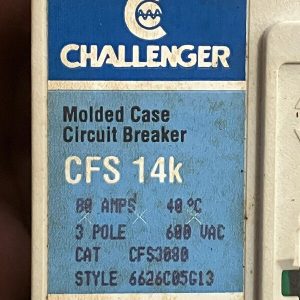 CHALLENGER
Molded Case
Circuit Breaker
CFS 14k
80 AMPS 40 °C
3 POLE 600 VAC
CAT CFS3080
STYLE 6626C05G13